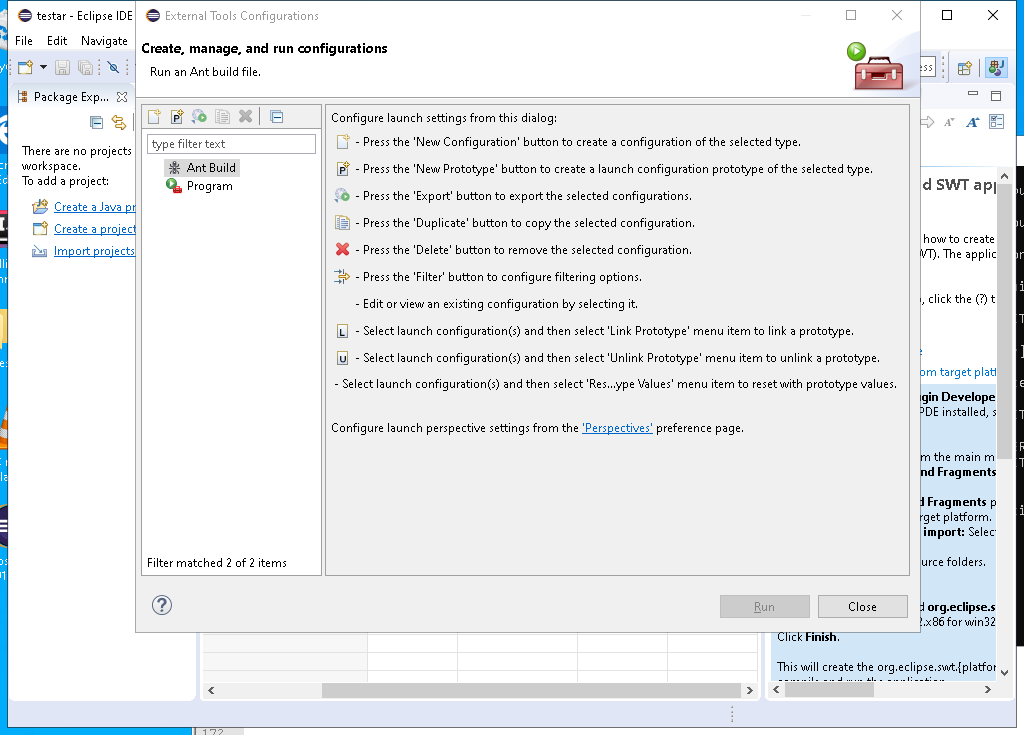 testar - Eclipse IDE
File Edit Navigate
Package Exp...
There are no projects
workspace.
To add a project:
Create a Java pr
Create a project
Import projects
External Tools Configurations
Create, manage, and run configurations
Run an Ant build file.
type filter text
Ant Build
Program
Filter matched 2 of 2 items
Configure launch settings from this dialog:
- Press the 'New Configuration' button to create a configuration of the selected type.
- Press the 'New Prototype' button to create a launch configuration prototype of the selected type.
- Press the 'Export' button to export the selected configurations.
- Press the 'Duplicate' button to copy the selected configuration.
- Press the 'Delete' button to remove the selected configuration.
- Press the 'Filter' button to configure filtering options.
- Edit or view an existing configuration by selecting it.
L - Select launch configuration(s) and then select 'Link Prototype' menu item to link a prototype.
U - Select launch configuration(s) and then select 'Unlink Prototype' menu item to unlink a prototype.
- Select launch configuration(s) and then select 'Res...ype Values' menu item to reset with prototype values.
Configure launch perspective settings from the 'Perspectives' preference page.
Run
Close
ess
d SWT app
how to create
WT). The applic
, click the (?) t
om target platf
gin Develope
PDE installed, s
m the main m
nd Fragments
d Fragments p
rget platform.
import: Selec
urce folders.
d org.eclipse.s
2.x86 for win32
Click Finish.
This will create the org.eclipse.swt.{platfor
compile and run the application
172